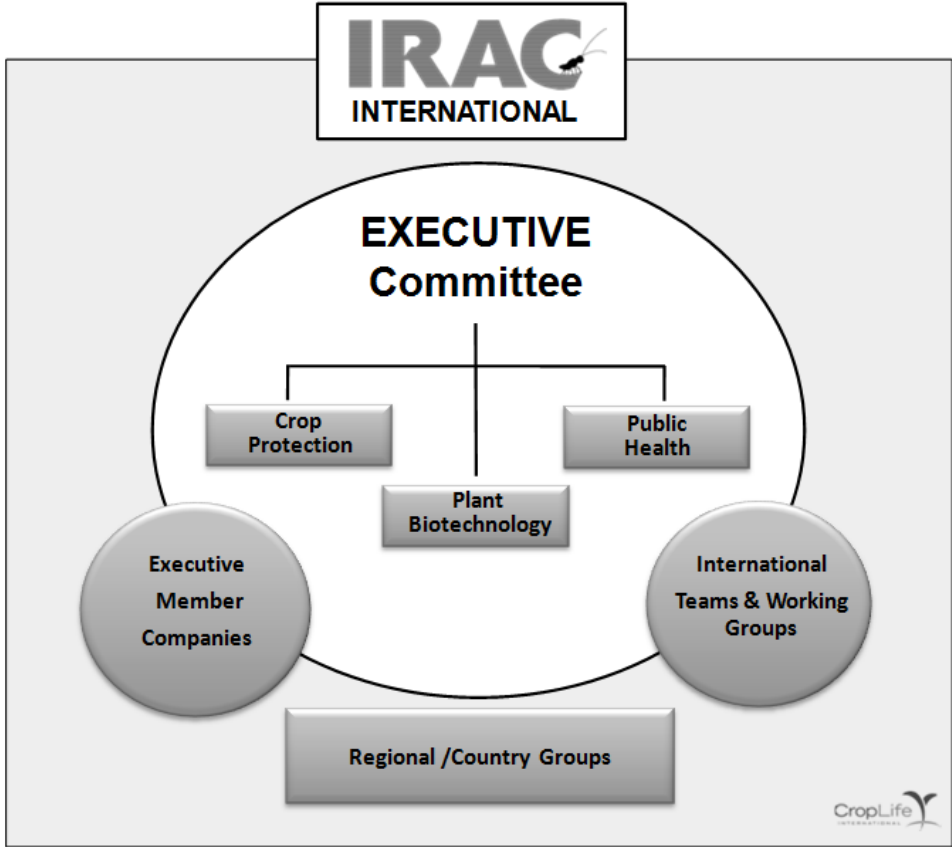 IRAC
INTERNATIONAL
EXECUTIVE
Committee
Crop
Protection
Public
Health
Plant
Biotechnology
Executive
Member
Companies
International
Teams & Working
Groups
Regional /Country Groups
CropLife
INTERNATIONAL